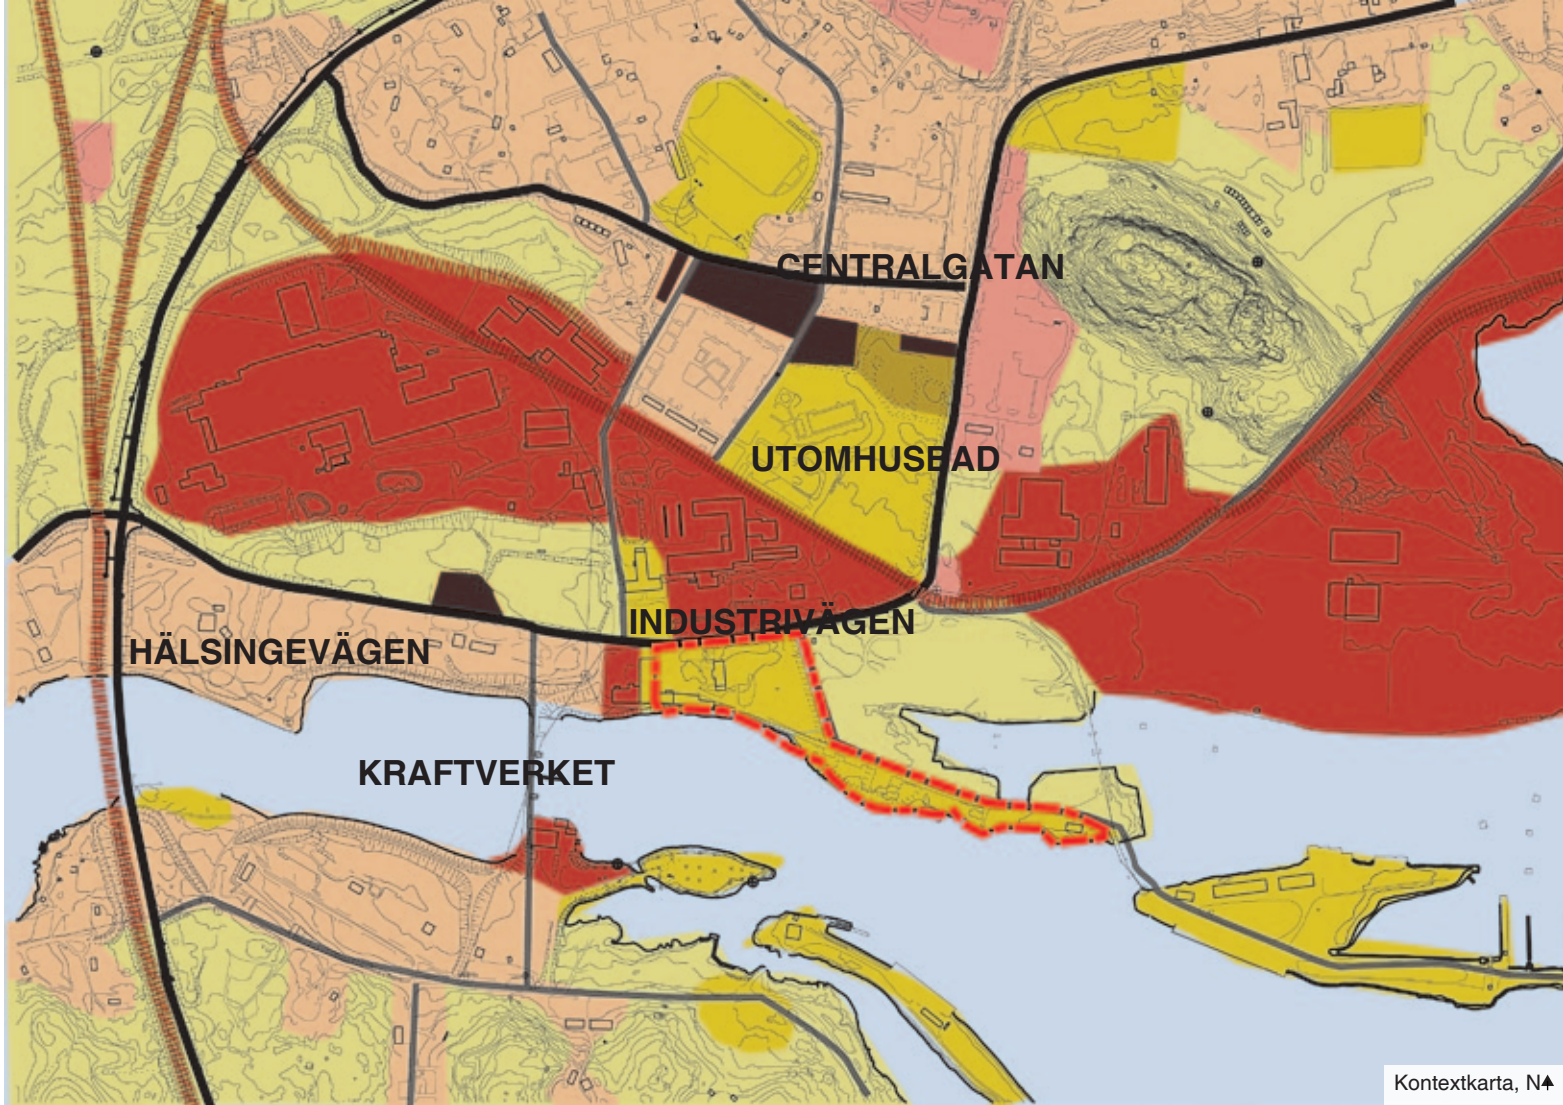 CENTRALGATAN
UTOMHUSBAD
INDUSTRIVÄGEN
HÄLSINGEVÄGEN
KRAFTVERKET
Kontextkarta, N